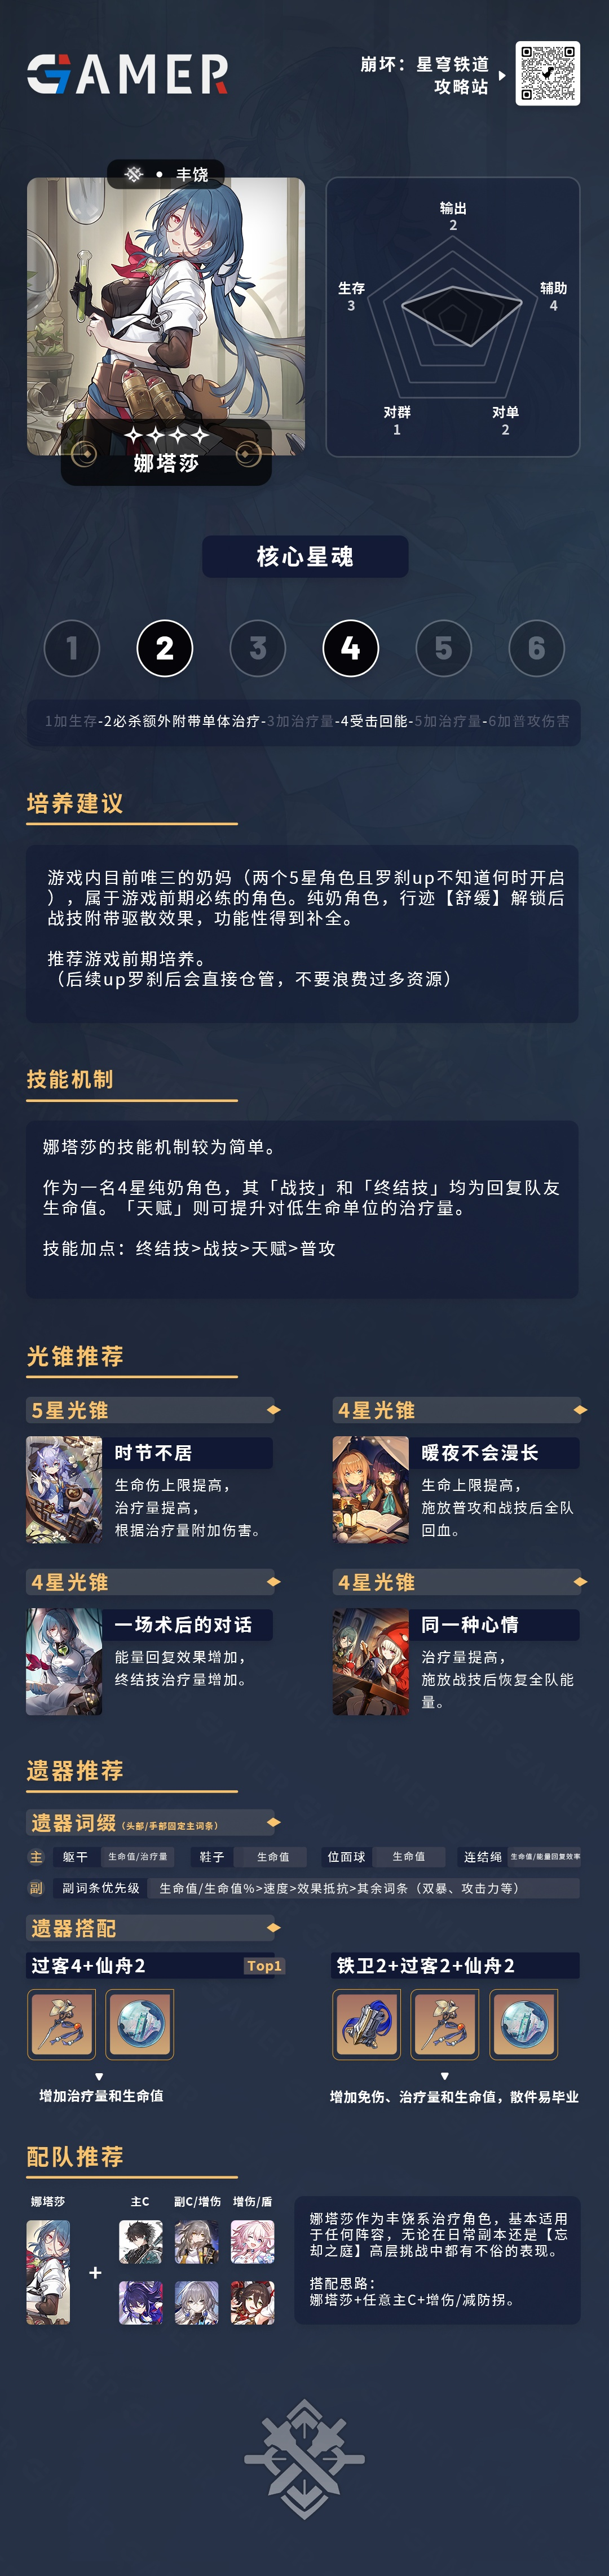 GAMER
崩坏：星穹铁道
攻略站
丰饶
娜塔莎
输出
2
生存
3
辅助
4
对群
1
对单
2
核心星魂
1 2 3 4 5 6
1加生存-2必杀额外附带单体治疗-3加治疗量-4受击回能-5加治疗量-6加普攻伤害
培养建议
游戏内目前唯三的奶妈（两个5星角色且罗刹up不知道何时开启
），属于游戏前期必练的角色。纯奶角色，行迹【舒缓】解锁后
战技附带驱散效果，功能性得到补全。
推荐游戏前期培养。
（后续up罗刹后会直接仓管，不要浪费过多资源）
技能机制
娜塔莎的技能机制较为简单。
作为一名4星纯奶角色，其「战技」和「终结技」均为回复队友
生命值。「天赋」则可提升对低生命单位的治疗量。
技能加点：终结技>战技>天赋>普攻
光锥推荐
5星光锥
时节不居
生命伤上限提高，
治疗量提高，
根据治疗量附加伤害。
4星光锥
暖夜不会漫长
生命上限提高，
施放普攻和战技后全队
回血。
4星光锥
一场术后的对话
能量回复效果增加，
终结技治疗量增加。
4星光锥
同一种心情
治疗量提高，
施放战技后恢复全队能
量。
遗器推荐
遗器词缀（头部/手部固定主词条）
主 躯干 生命值/治疗量 鞋子 生命值 位面球 生命值 连结绳 生命值/能量回复效率
副 副词条优先级 生命值/生命值%>速度>效果抵抗>其余词条（双暴、攻击力等）
遗器搭配
过客4+仙舟2 Top1
增加治疗量和生命值
铁卫2+过客2+仙舟2
增加免伤、治疗量和生命值，散件易毕业
配队推荐
娜塔莎 主C 副C/增伤 增伤/盾
+
娜塔莎作为丰饶系治疗角色，基本适用
于任何阵容，无论在日常副本还是【忘
却之庭】高层挑战中都有不俗的表现。
搭配思路：
娜塔莎+任意主C+增伤/减防拐。